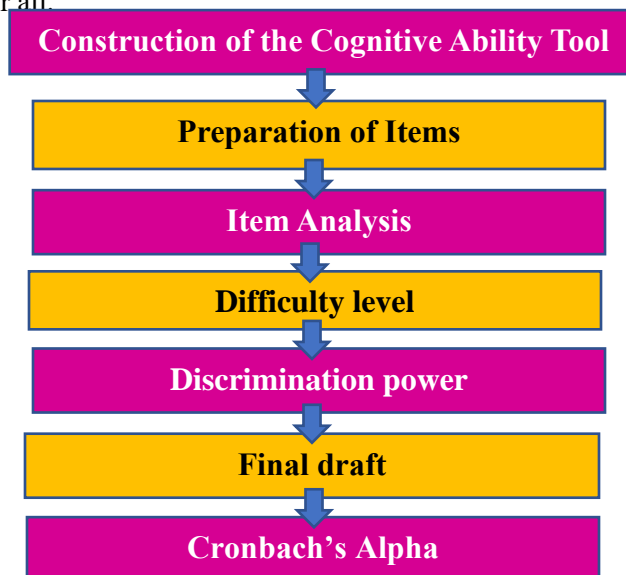 Construction of the Cognitive Ability Tool
Preparation of Items
Item Analysis
Difficulty level
Discrimination power
Final draft
Cronbach’s Alpha